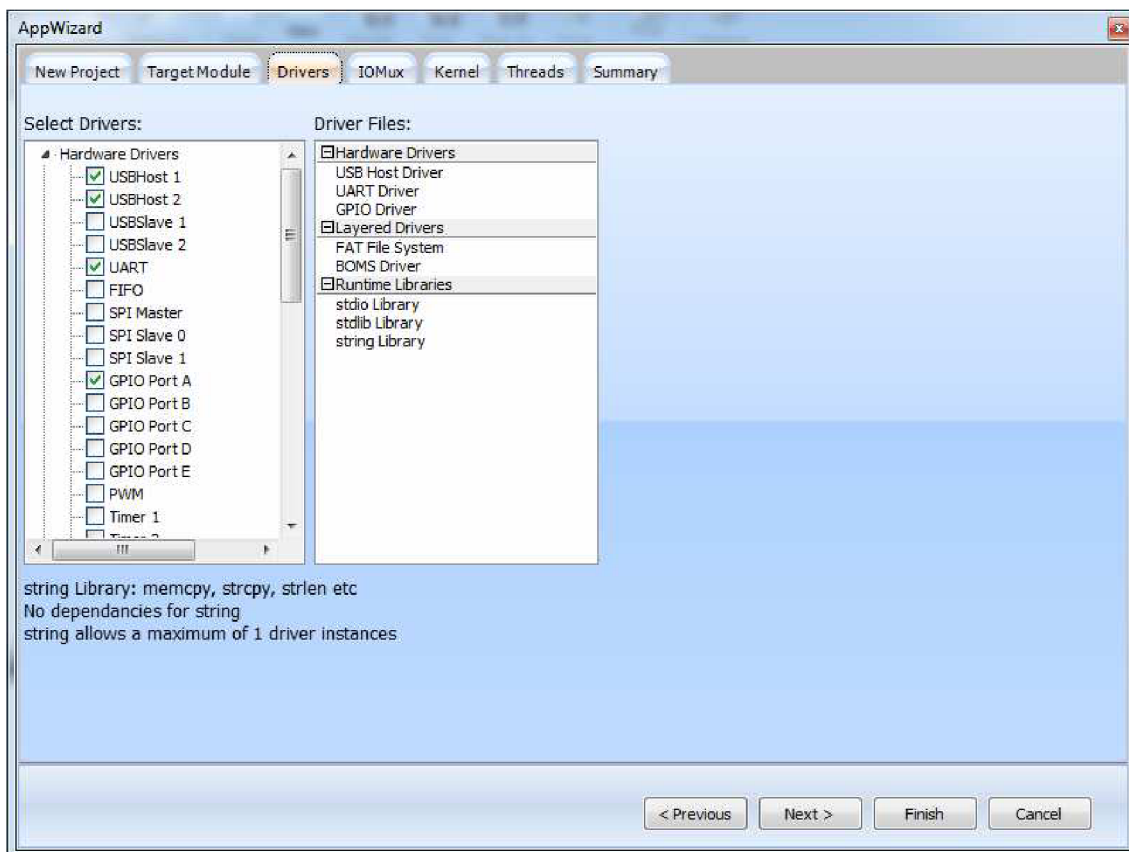 AppWizard
New Project Target Module Drivers IOMux Kernel Threads Summary
Select Drivers:
Hardware Drivers
USBHost 1
USBHost 2
USBSlave 1
USBSlave 2
UART
FIFO
SPI Master
SPI Slave 0
SPI Slave 1
GPIO Port A
GPIO Port B
GPIO Port C
GPIO Port D
GPIO Port E
PWM
Timer 1
Driver Files:
Hardware Drivers
USB Host Driver
UART Driver
GPIO Driver
Layered Drivers
FAT File System
BOMS Driver
Runtime Libraries
stdio Library
stdlib Library
string Library
string Library: memcpy, strcpy, strlen etc
No dependancies for string
string allows a maximum of 1 driver instances
< Previous Next > Finish Cancel